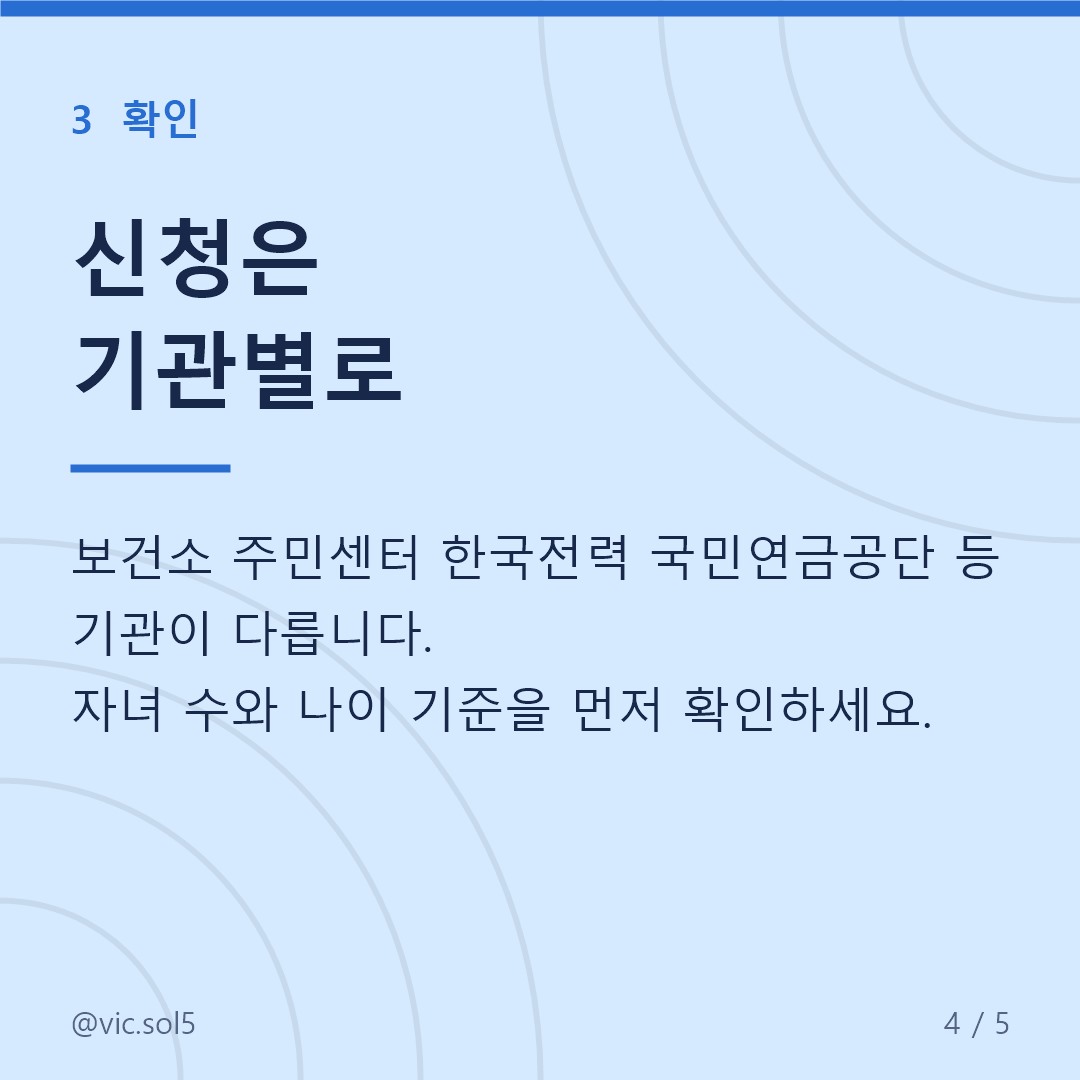 3 확인
신청은
기관별로
보건소 주민센터 한국전력 국민연금공단 등
기관이 다릅니다.
자녀 수와 나이 기준을 먼저 확인하세요.
@vic.sol5
4 / 5